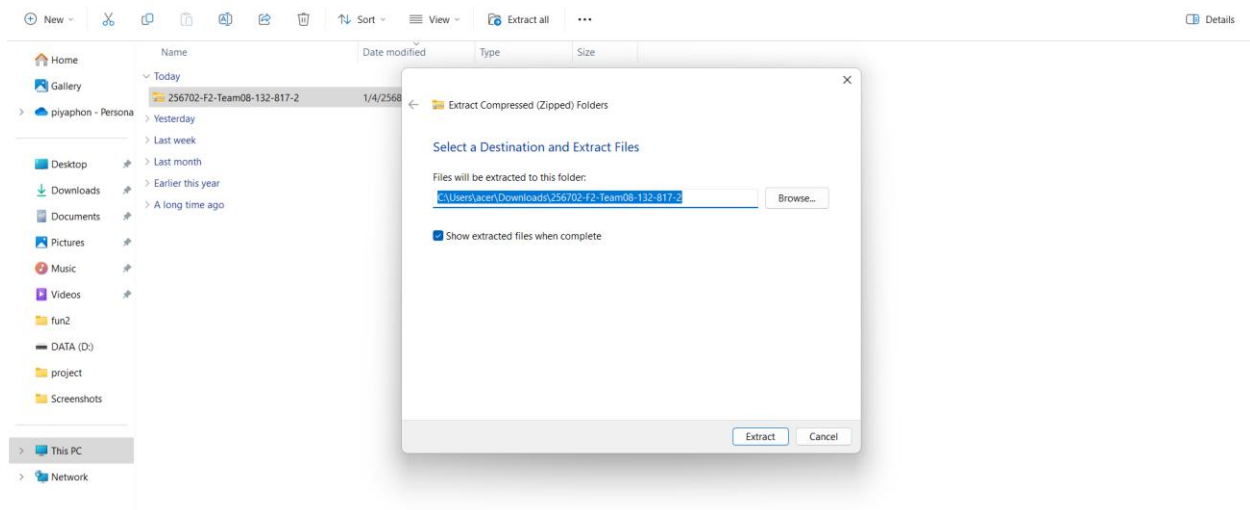 New Sort View Extract all ... Details
Name Date modified Type Size
Home
Gallery
piyaphon - Persona
Desktop
Downloads
Documents
Pictures
Music
Videos
fun2
DATA (D:)
project
Screenshots
This PC
Network
Today
256702-F2-Team08-132-817-2 1/4/2568
Yesterday
Last week
Last month
Earlier this year
A long time ago
Extract Compressed (Zipped) Folders
Select a Destination and Extract Files
Files will be extracted to this folder:
C:\Users\acer\Downloads\256702-F2-Team08-132-817-2 Browse...
Show extracted files when complete
Extract Cancel